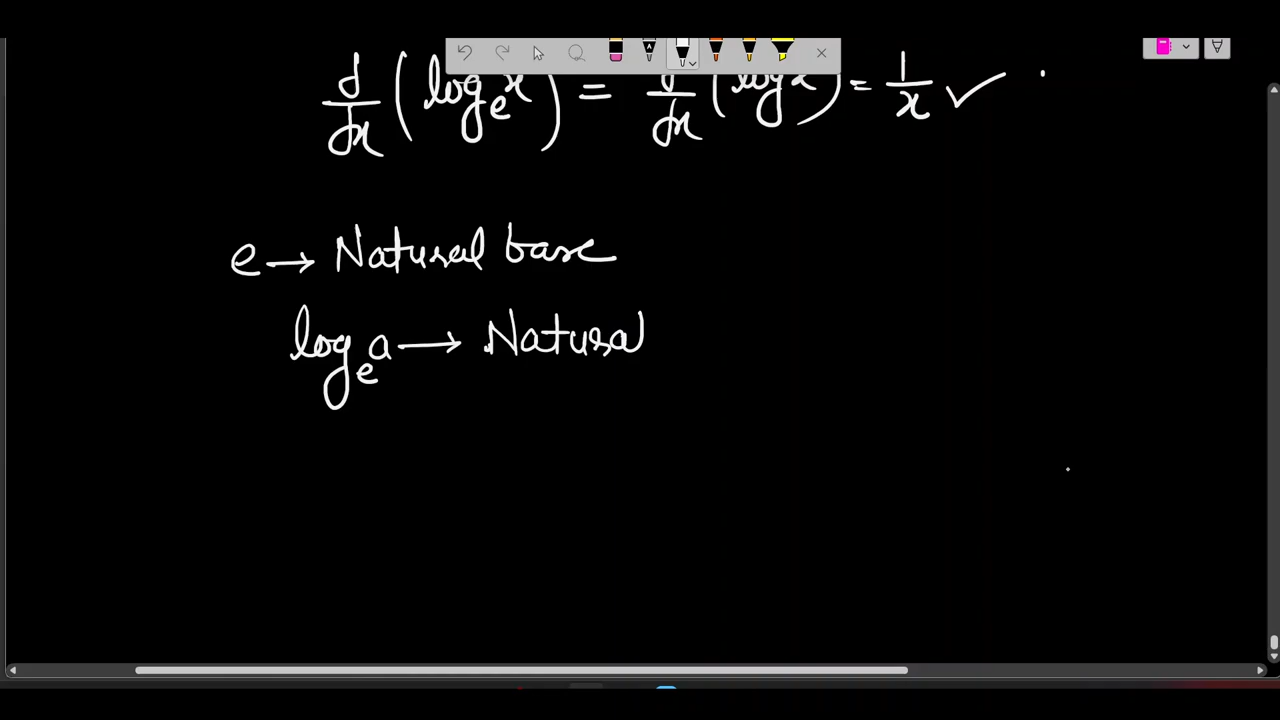 d/dx (log_e x) = d/dx (log x) = 1/x ✓
e → Natural base
log_e a → Natural